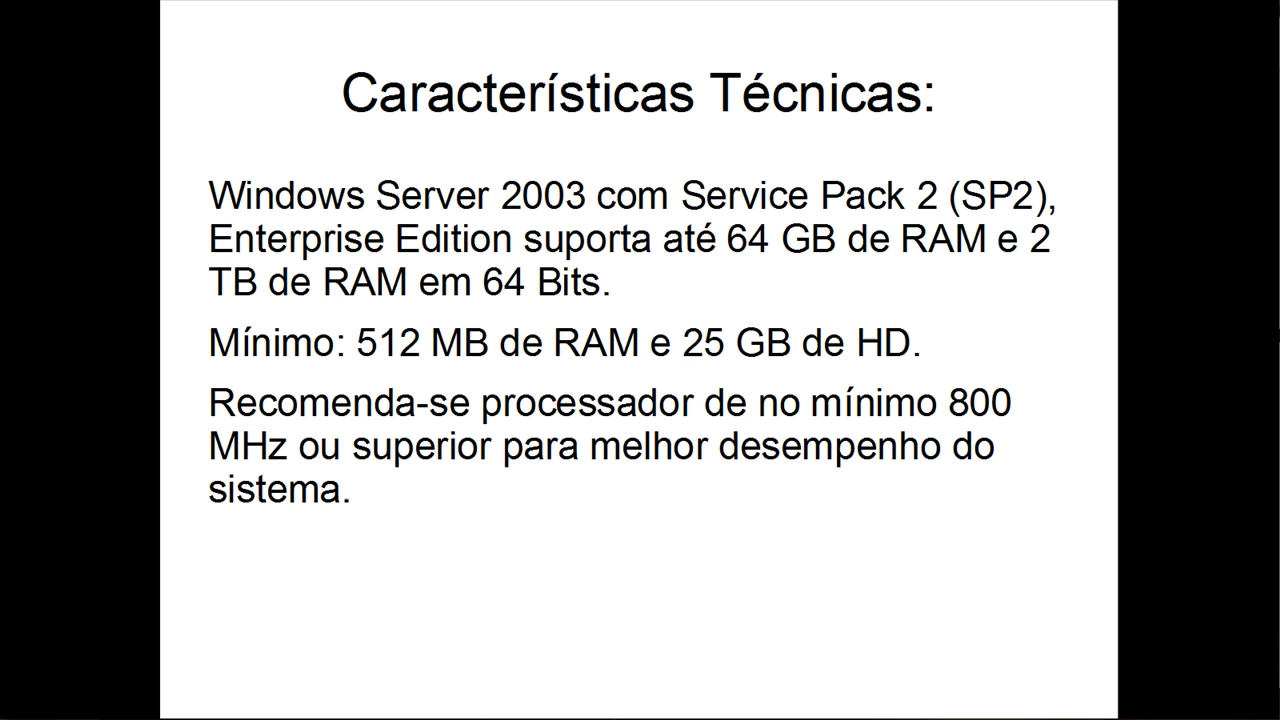 Características Técnicas:
Windows Server 2003 com Service Pack 2 (SP2),
Enterprise Edition suporta até 64 GB de RAM e 2
TB de RAM em 64 Bits.
Mínimo: 512 MB de RAM e 25 GB de HD.
Recomenda-se processador de no mínimo 800
MHz ou superior para melhor desempenho do
sistema.